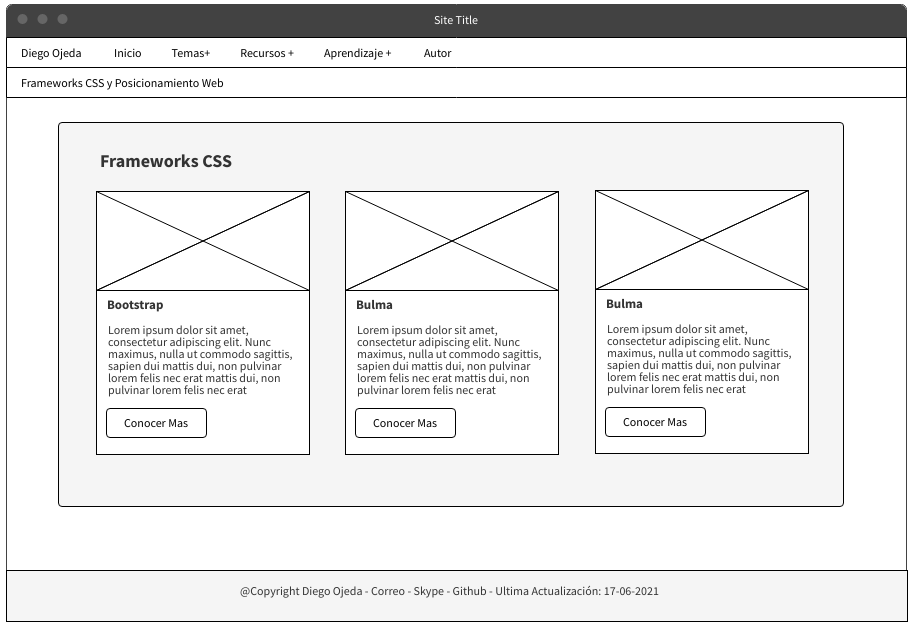 Site Title
Diego Ojeda Inicio Temas+ Recursos + Aprendizaje + Autor
Frameworks CSS y Posicionamiento Web
Frameworks CSS
Bootstrap
Lorem ipsum dolor sit amet,
consectetur adipiscing elit. Nunc
maximus, nulla ut commodo sagittis,
sapien dui mattis dui, non pulvinar
lorem felis nec erat mattis dui, non
pulvinar lorem felis nec erat
Conocer Mas
Bulma
Lorem ipsum dolor sit amet,
consectetur adipiscing elit. Nunc
maximus, nulla ut commodo sagittis,
sapien dui mattis dui, non pulvinar
lorem felis nec erat mattis dui, non
pulvinar lorem felis nec erat
Conocer Mas
Bulma
Lorem ipsum dolor sit amet,
consectetur adipiscing elit. Nunc
maximus, nulla ut commodo sagittis,
sapien dui mattis dui, non pulvinar
lorem felis nec erat mattis dui, non
pulvinar lorem felis nec erat
Conocer Mas
@Copyright Diego Ojeda - Correo - Skype - Github - Ultima Actualización: 17-06-2021